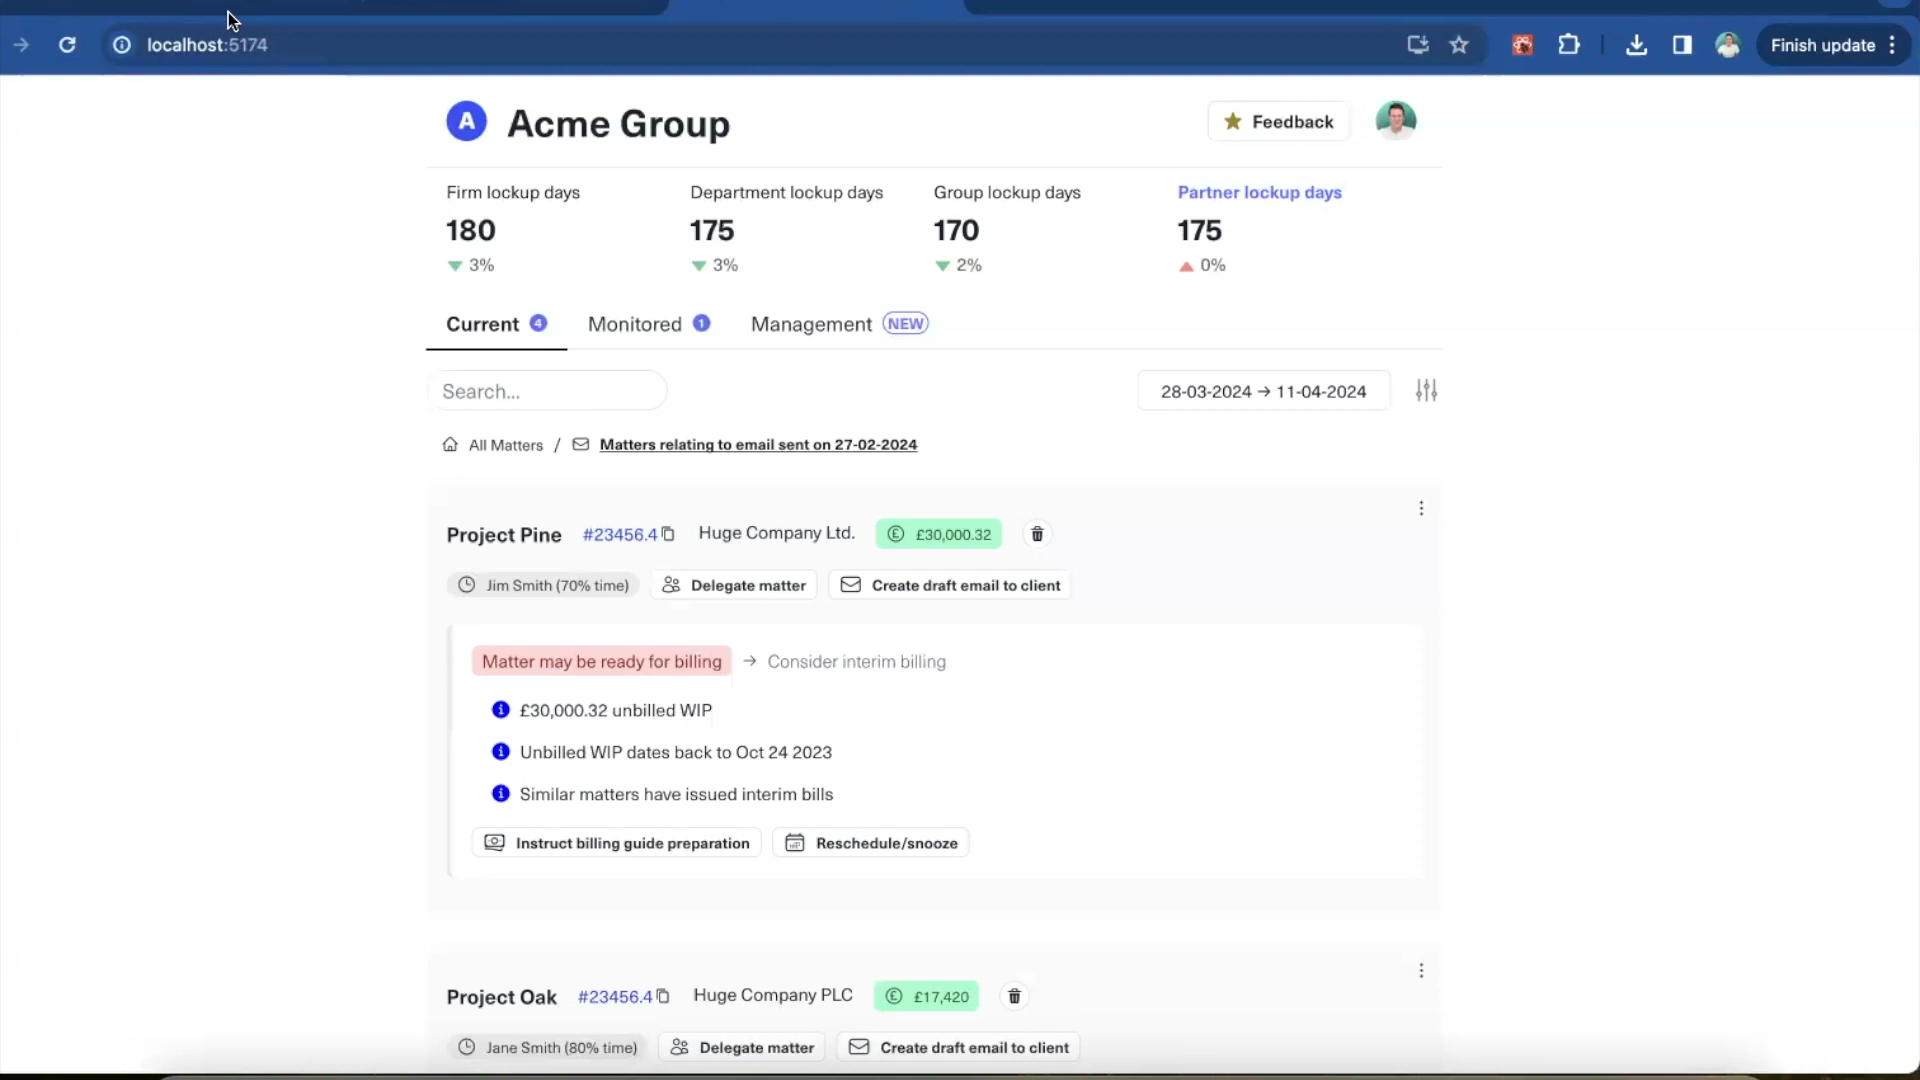 localhost:5174
Finish update
A Acme Group
Feedback
Firm lockup days
180
3%
Department lockup days
175
3%
Group lockup days
170
2%
Partner lockup days
175
0%
Current 4
Monitored 1
Management NEW
Search...
28-03-2024 → 11-04-2024
All Matters / Matters relating to email sent on 27-02-2024
Project Pine #23456.4 Huge Company Ltd. £30,000.32
Jim Smith (70% time) Delegate matter Create draft email to client
Matter may be ready for billing → Consider interim billing
£30,000.32 unbilled WIP
Unbilled WIP dates back to Oct 24 2023
Similar matters have issued interim bills
Instruct billing guide preparation Reschedule/snooze
Project Oak #23456.4 Huge Company PLC £17,420
Jane Smith (80% time) Delegate matter Create draft email to client